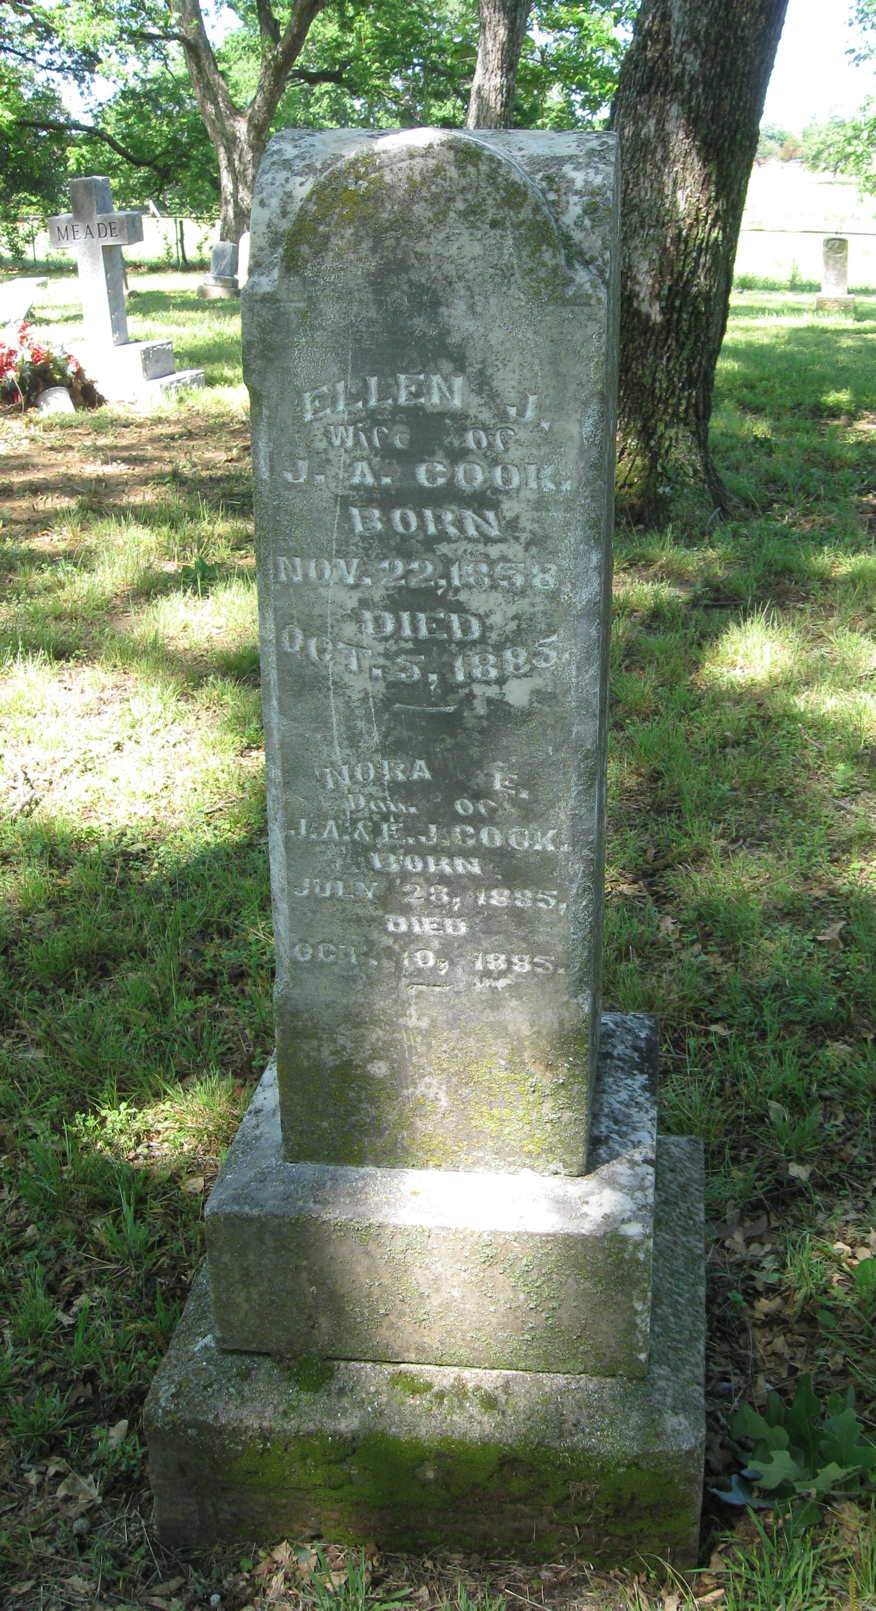 MEADE
ELLEN J.
Wife of
J. A. COOK.
BORN
NOV. 22, 1858
DIED
OCT. 5, 1885
NORA E.
Dau. of
J. A. & E. J. COOK
BORN
JULY 28, 1885,
DIED
OCT. 10, 1885.